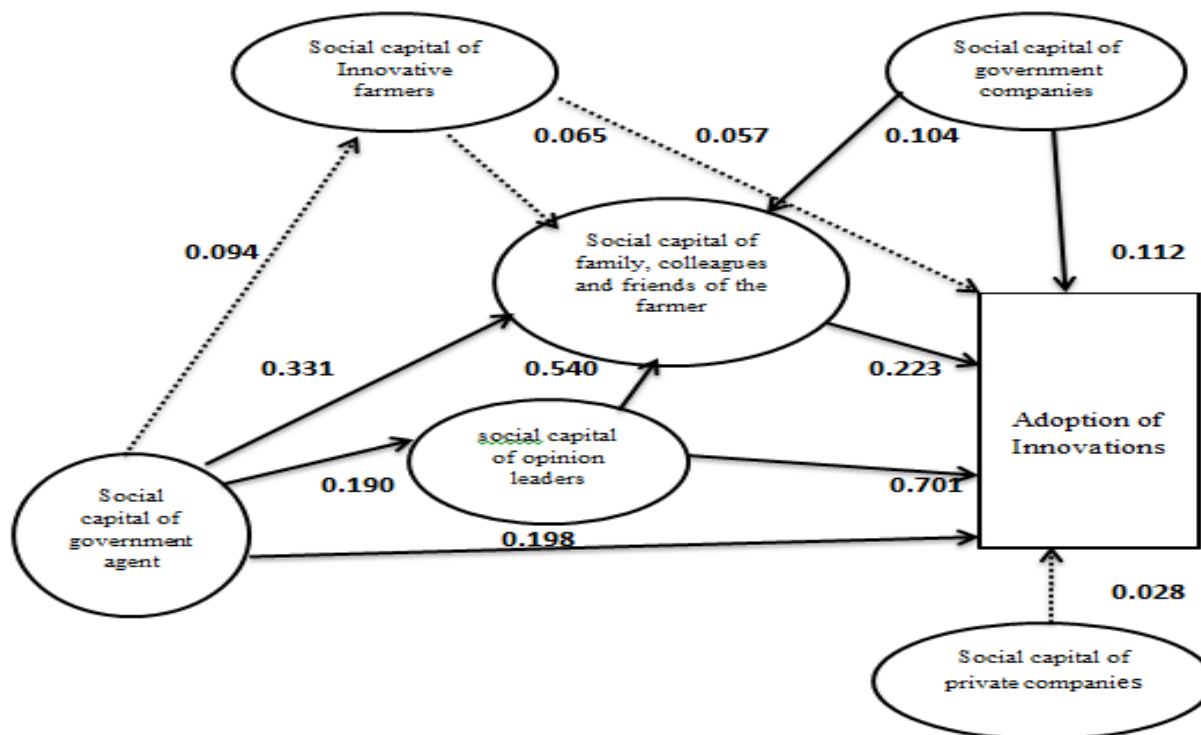 Social capital of
Innovative
farmers
Social capital of
government
companies
0.065
0.057
0.104
0.094
Social capital of
family, colleagues
and friends of the
farmer
0.112
0.331
0.540
0.223
Adoption of
Innovations
social capital
of opinion
leaders
0.190
0.701
Social
capital of
government
agent
0.198
0.028
Social capital of
private companies